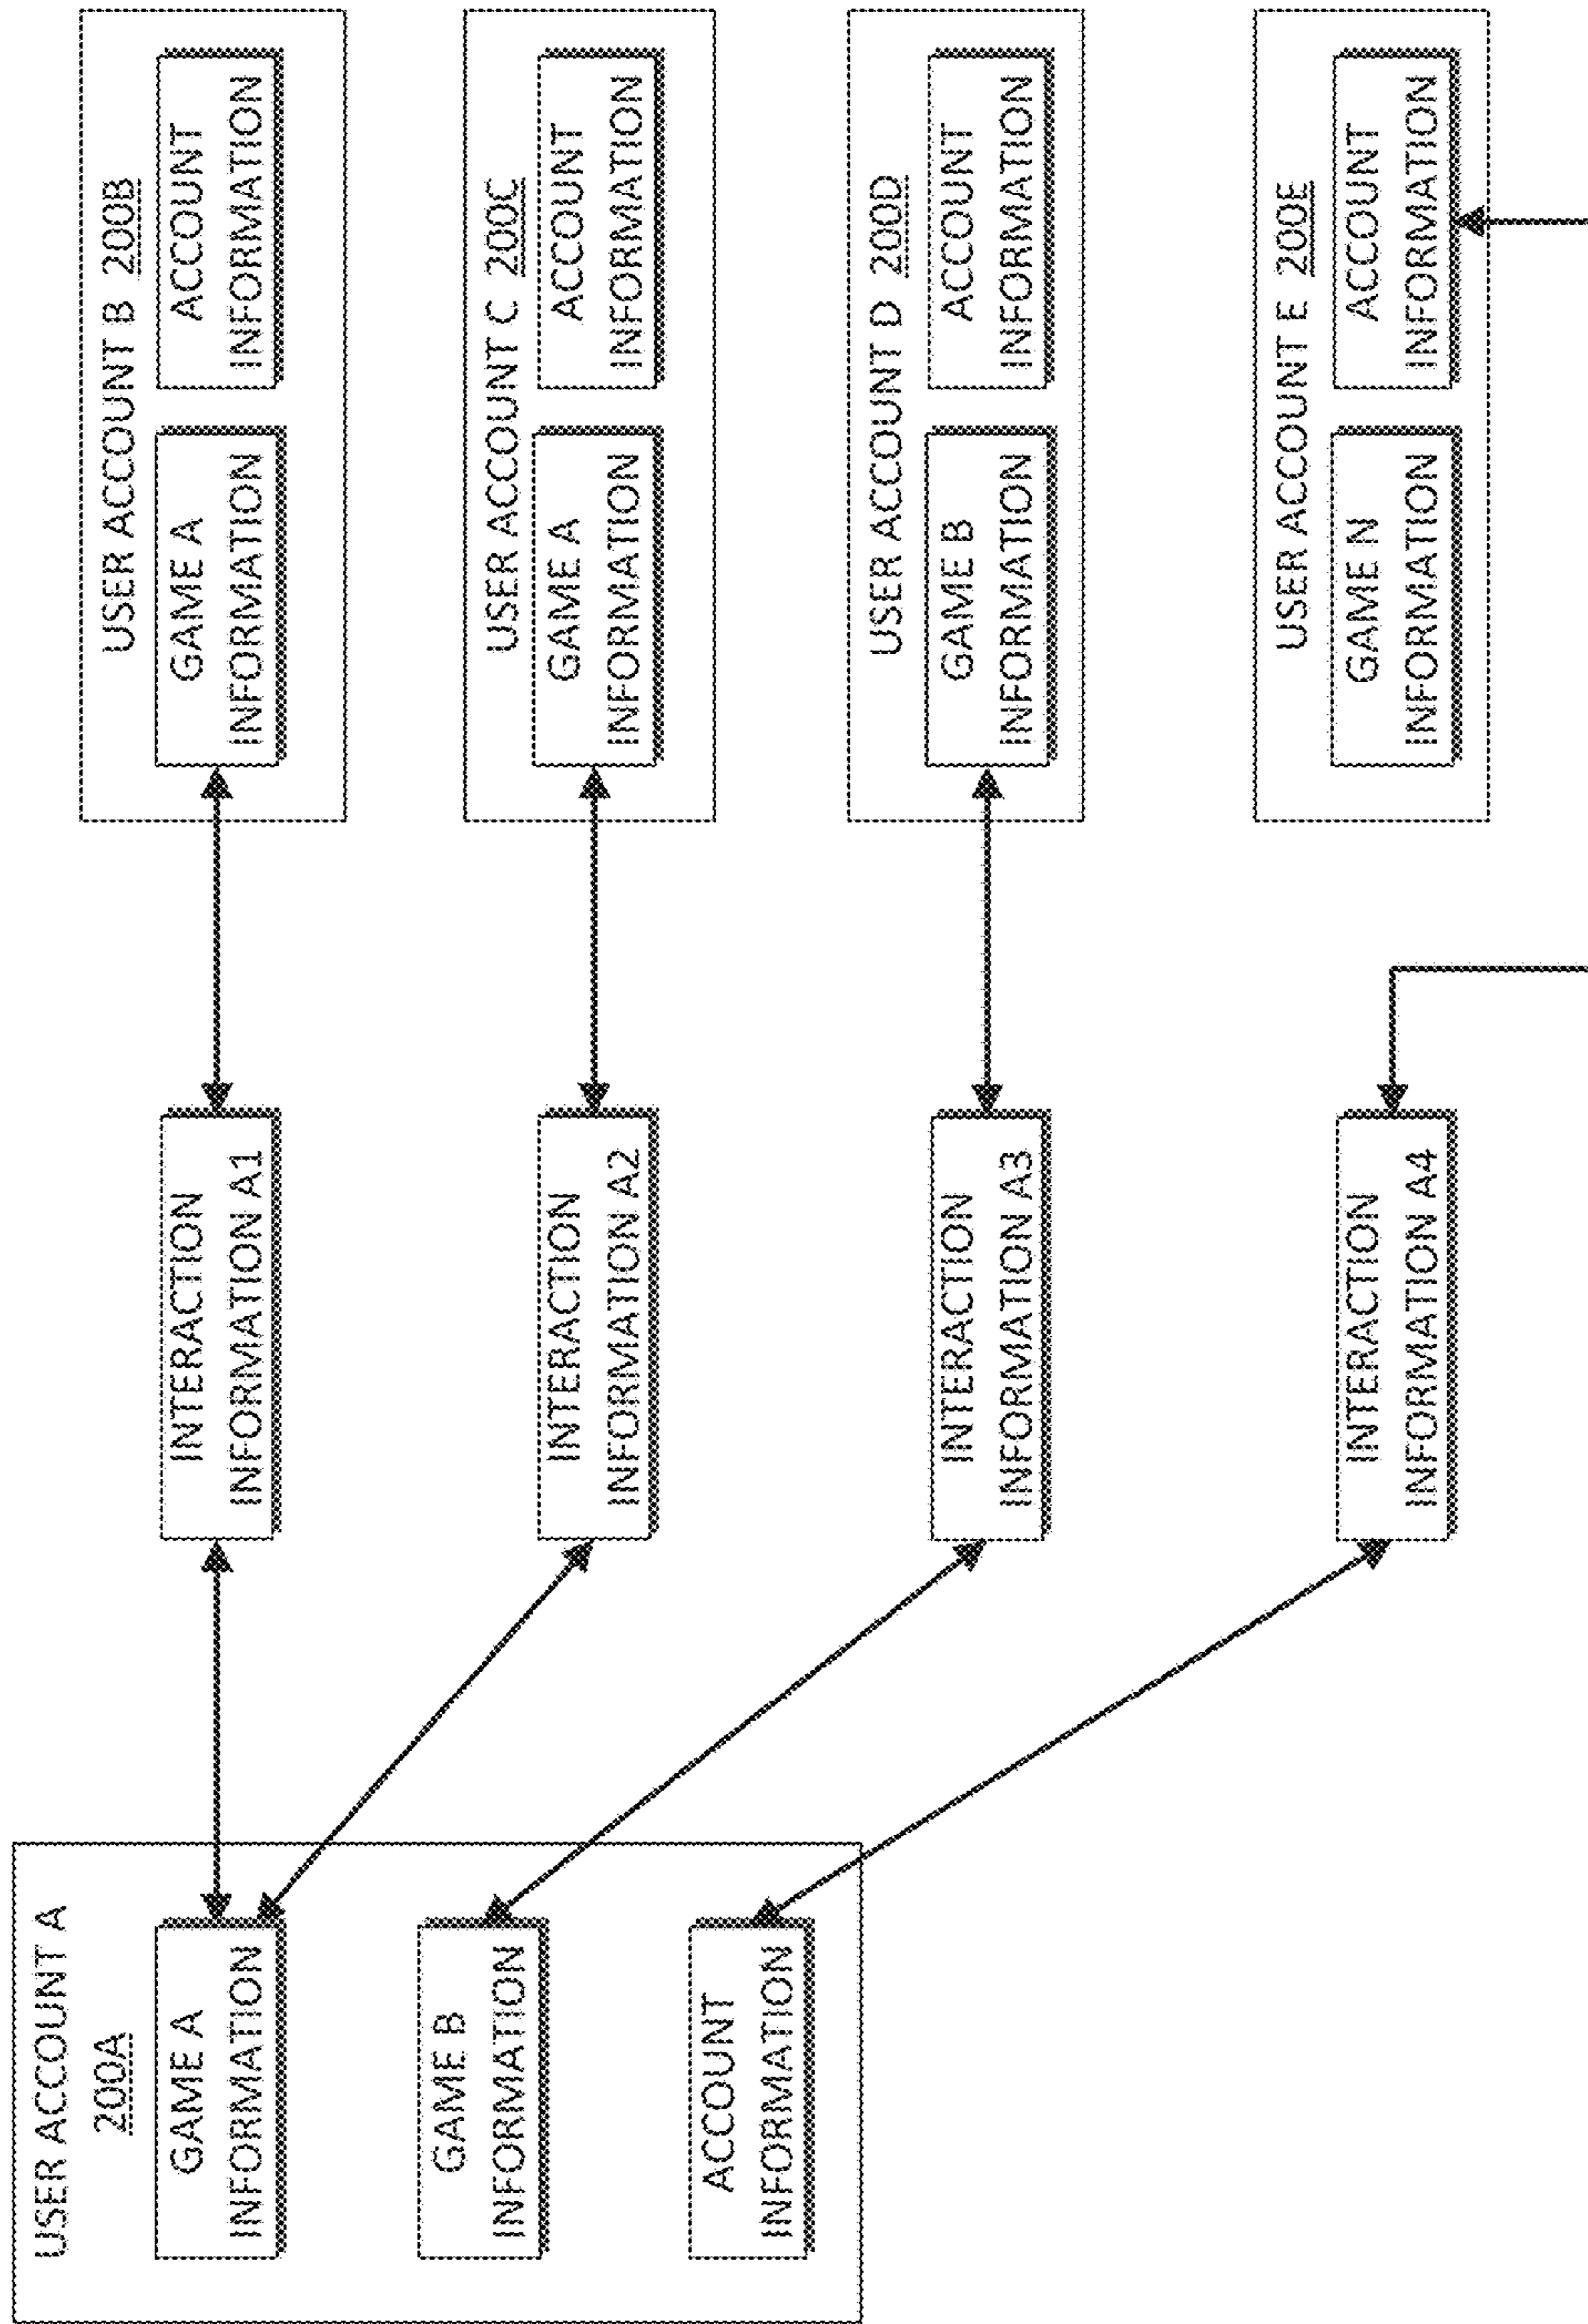 USER ACCOUNT A
200A
GAME A
INFORMATION
GAME B
INFORMATION
ACCOUNT
INFORMATION
INTERACTION
INFORMATION A1
INTERACTION
INFORMATION A2
INTERACTION
INFORMATION A3
INTERACTION
INFORMATION A4
USER ACCOUNT B 200B
GAME A
INFORMATION
ACCOUNT
INFORMATION
USER ACCOUNT C 200C
GAME A
INFORMATION
ACCOUNT
INFORMATION
USER ACCOUNT D 200D
GAME B
INFORMATION
ACCOUNT
INFORMATION
USER ACCOUNT E 200E
GAME N
INFORMATION
ACCOUNT
INFORMATION